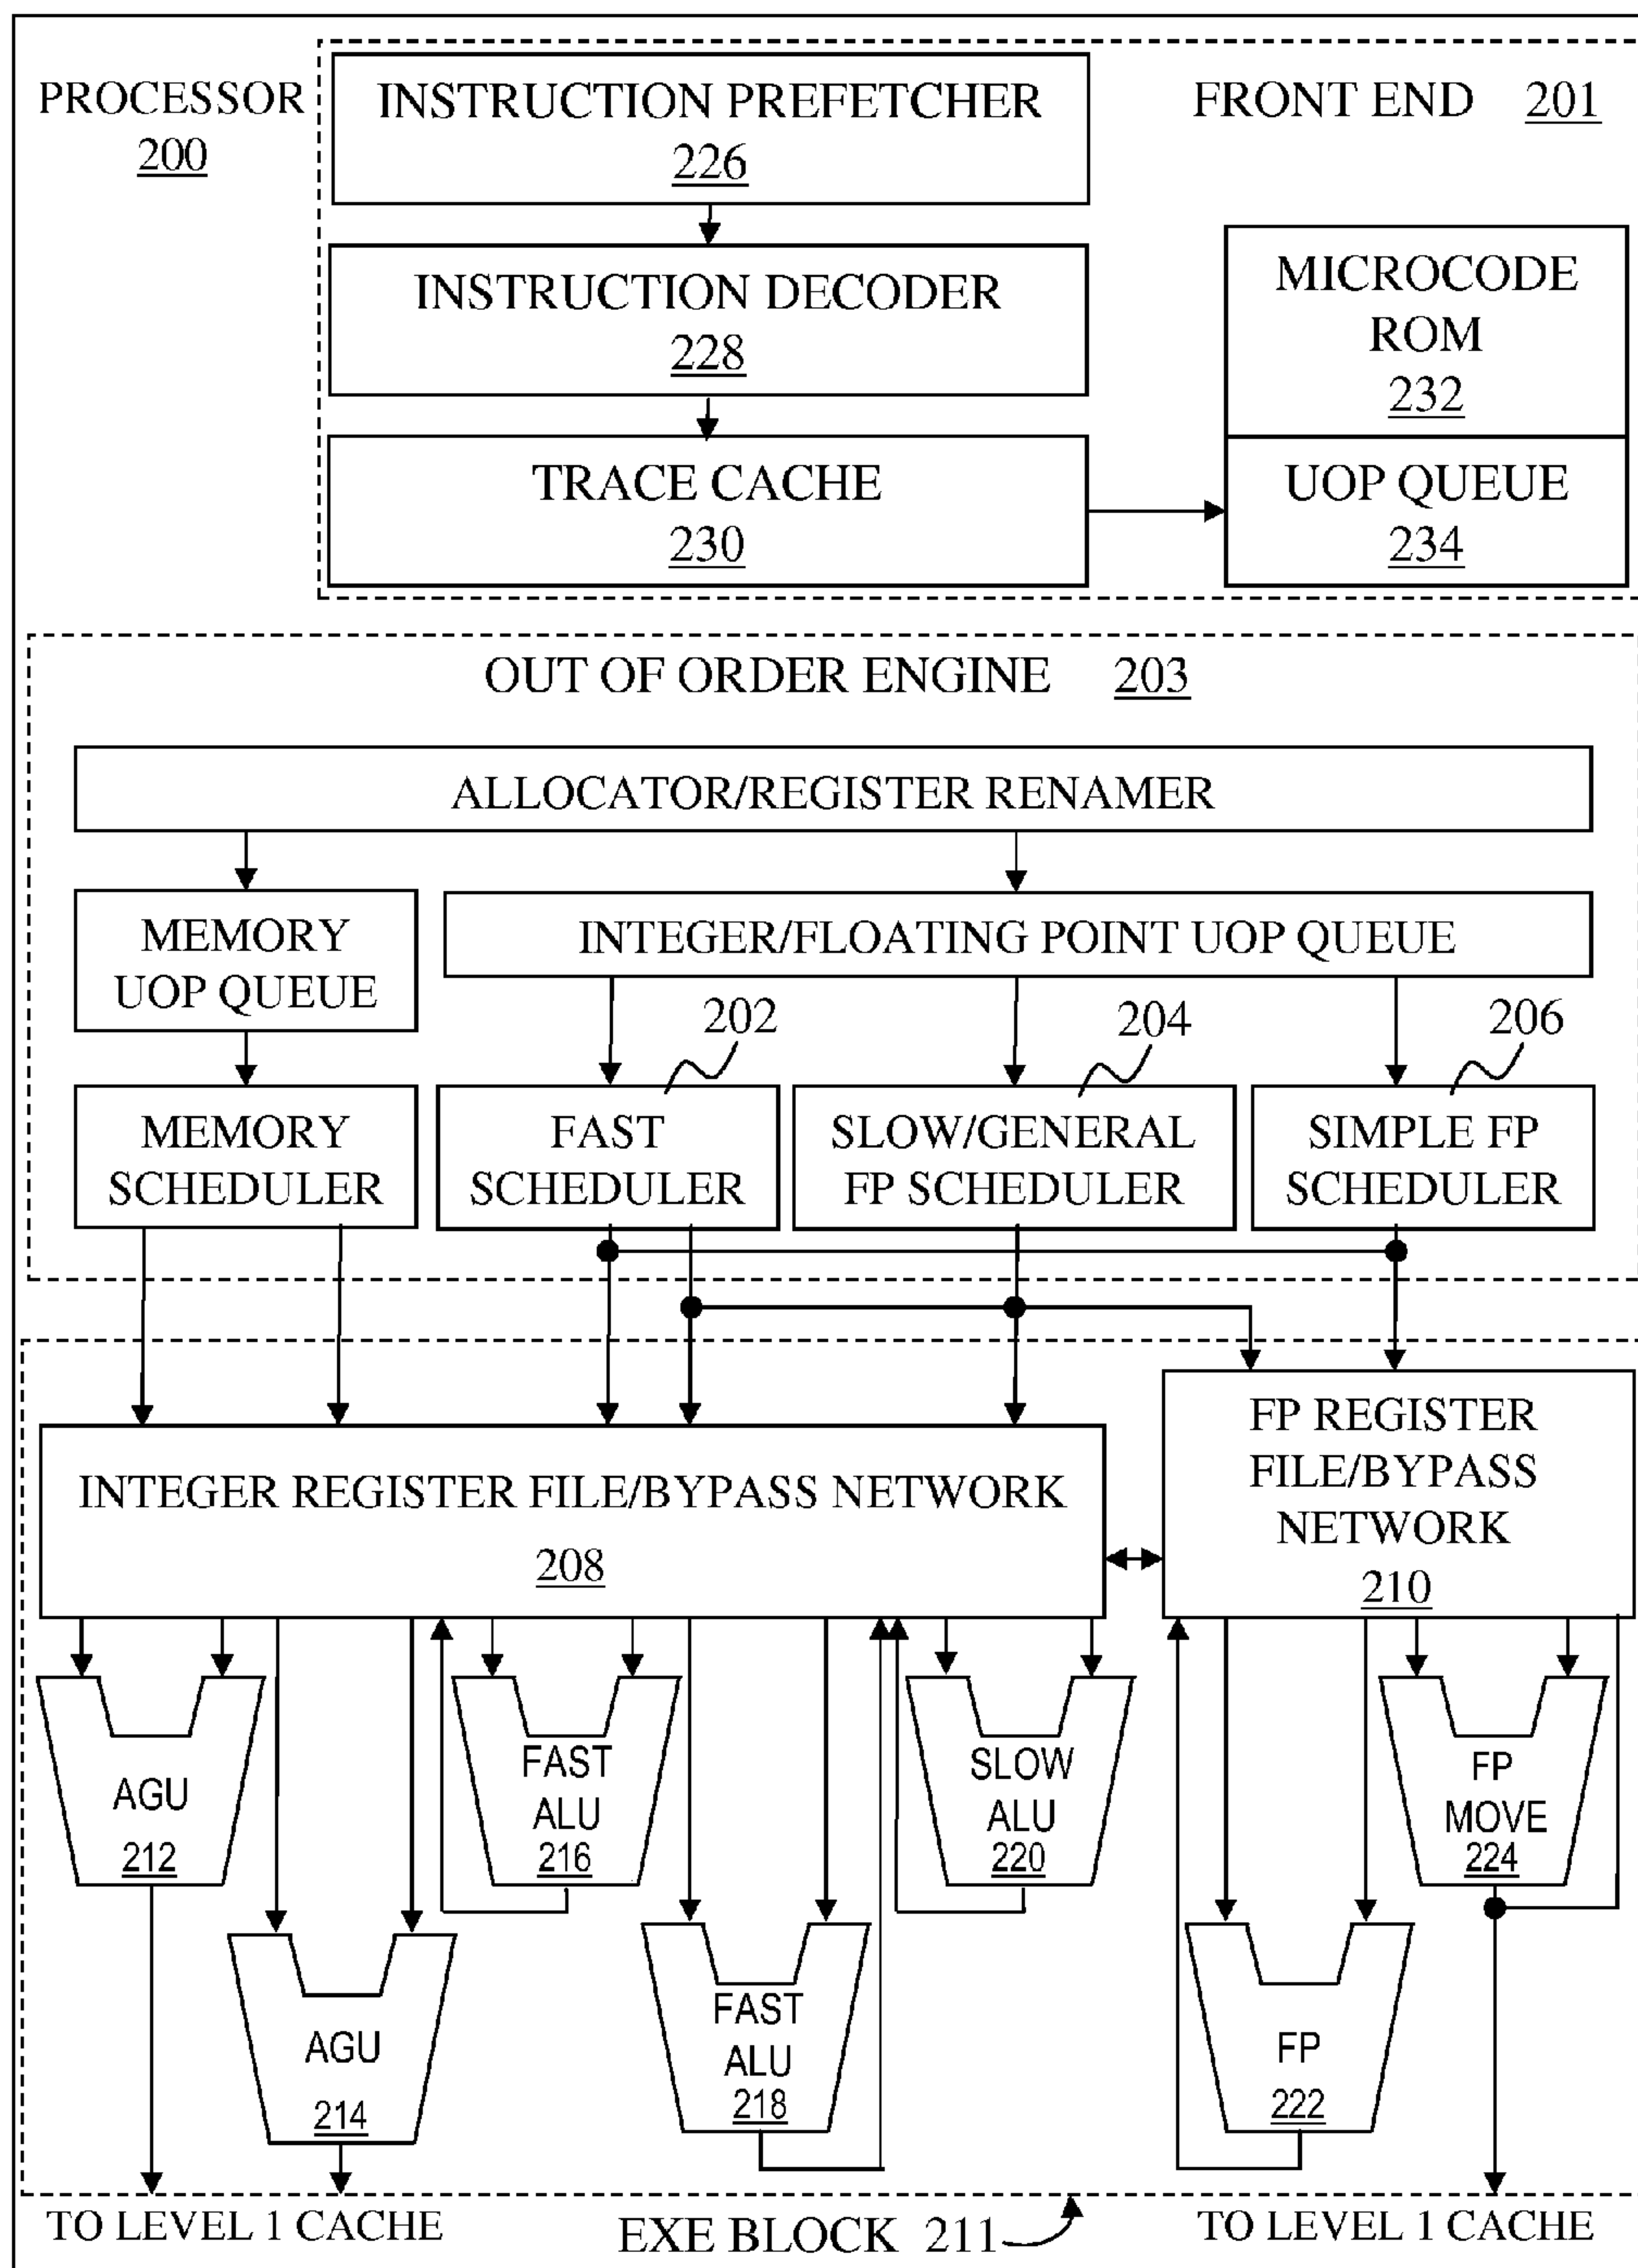 PROCESSOR
200
INSTRUCTION PREFETCHER
226
FRONT END 201
INSTRUCTION DECODER
228
MICROCODE
ROM
232
TRACE CACHE
230
UOP QUEUE
234
OUT OF ORDER ENGINE 203
ALLOCATOR/REGISTER RENAMER
MEMORY
UOP QUEUE
INTEGER/FLOATING POINT UOP QUEUE
202
204
206
MEMORY
SCHEDULER
FAST
SCHEDULER
SLOW/GENERAL
FP SCHEDULER
SIMPLE FP
SCHEDULER
INTEGER REGISTER FILE/BYPASS NETWORK
208
FP REGISTER
FILE/BYPASS
NETWORK
210
AGU
212
FAST
ALU
216
SLOW
ALU
220
FP
MOVE
224
AGU
214
FAST
ALU
218
FP
222
TO LEVEL 1 CACHE
EXE BLOCK 211
TO LEVEL 1 CACHE